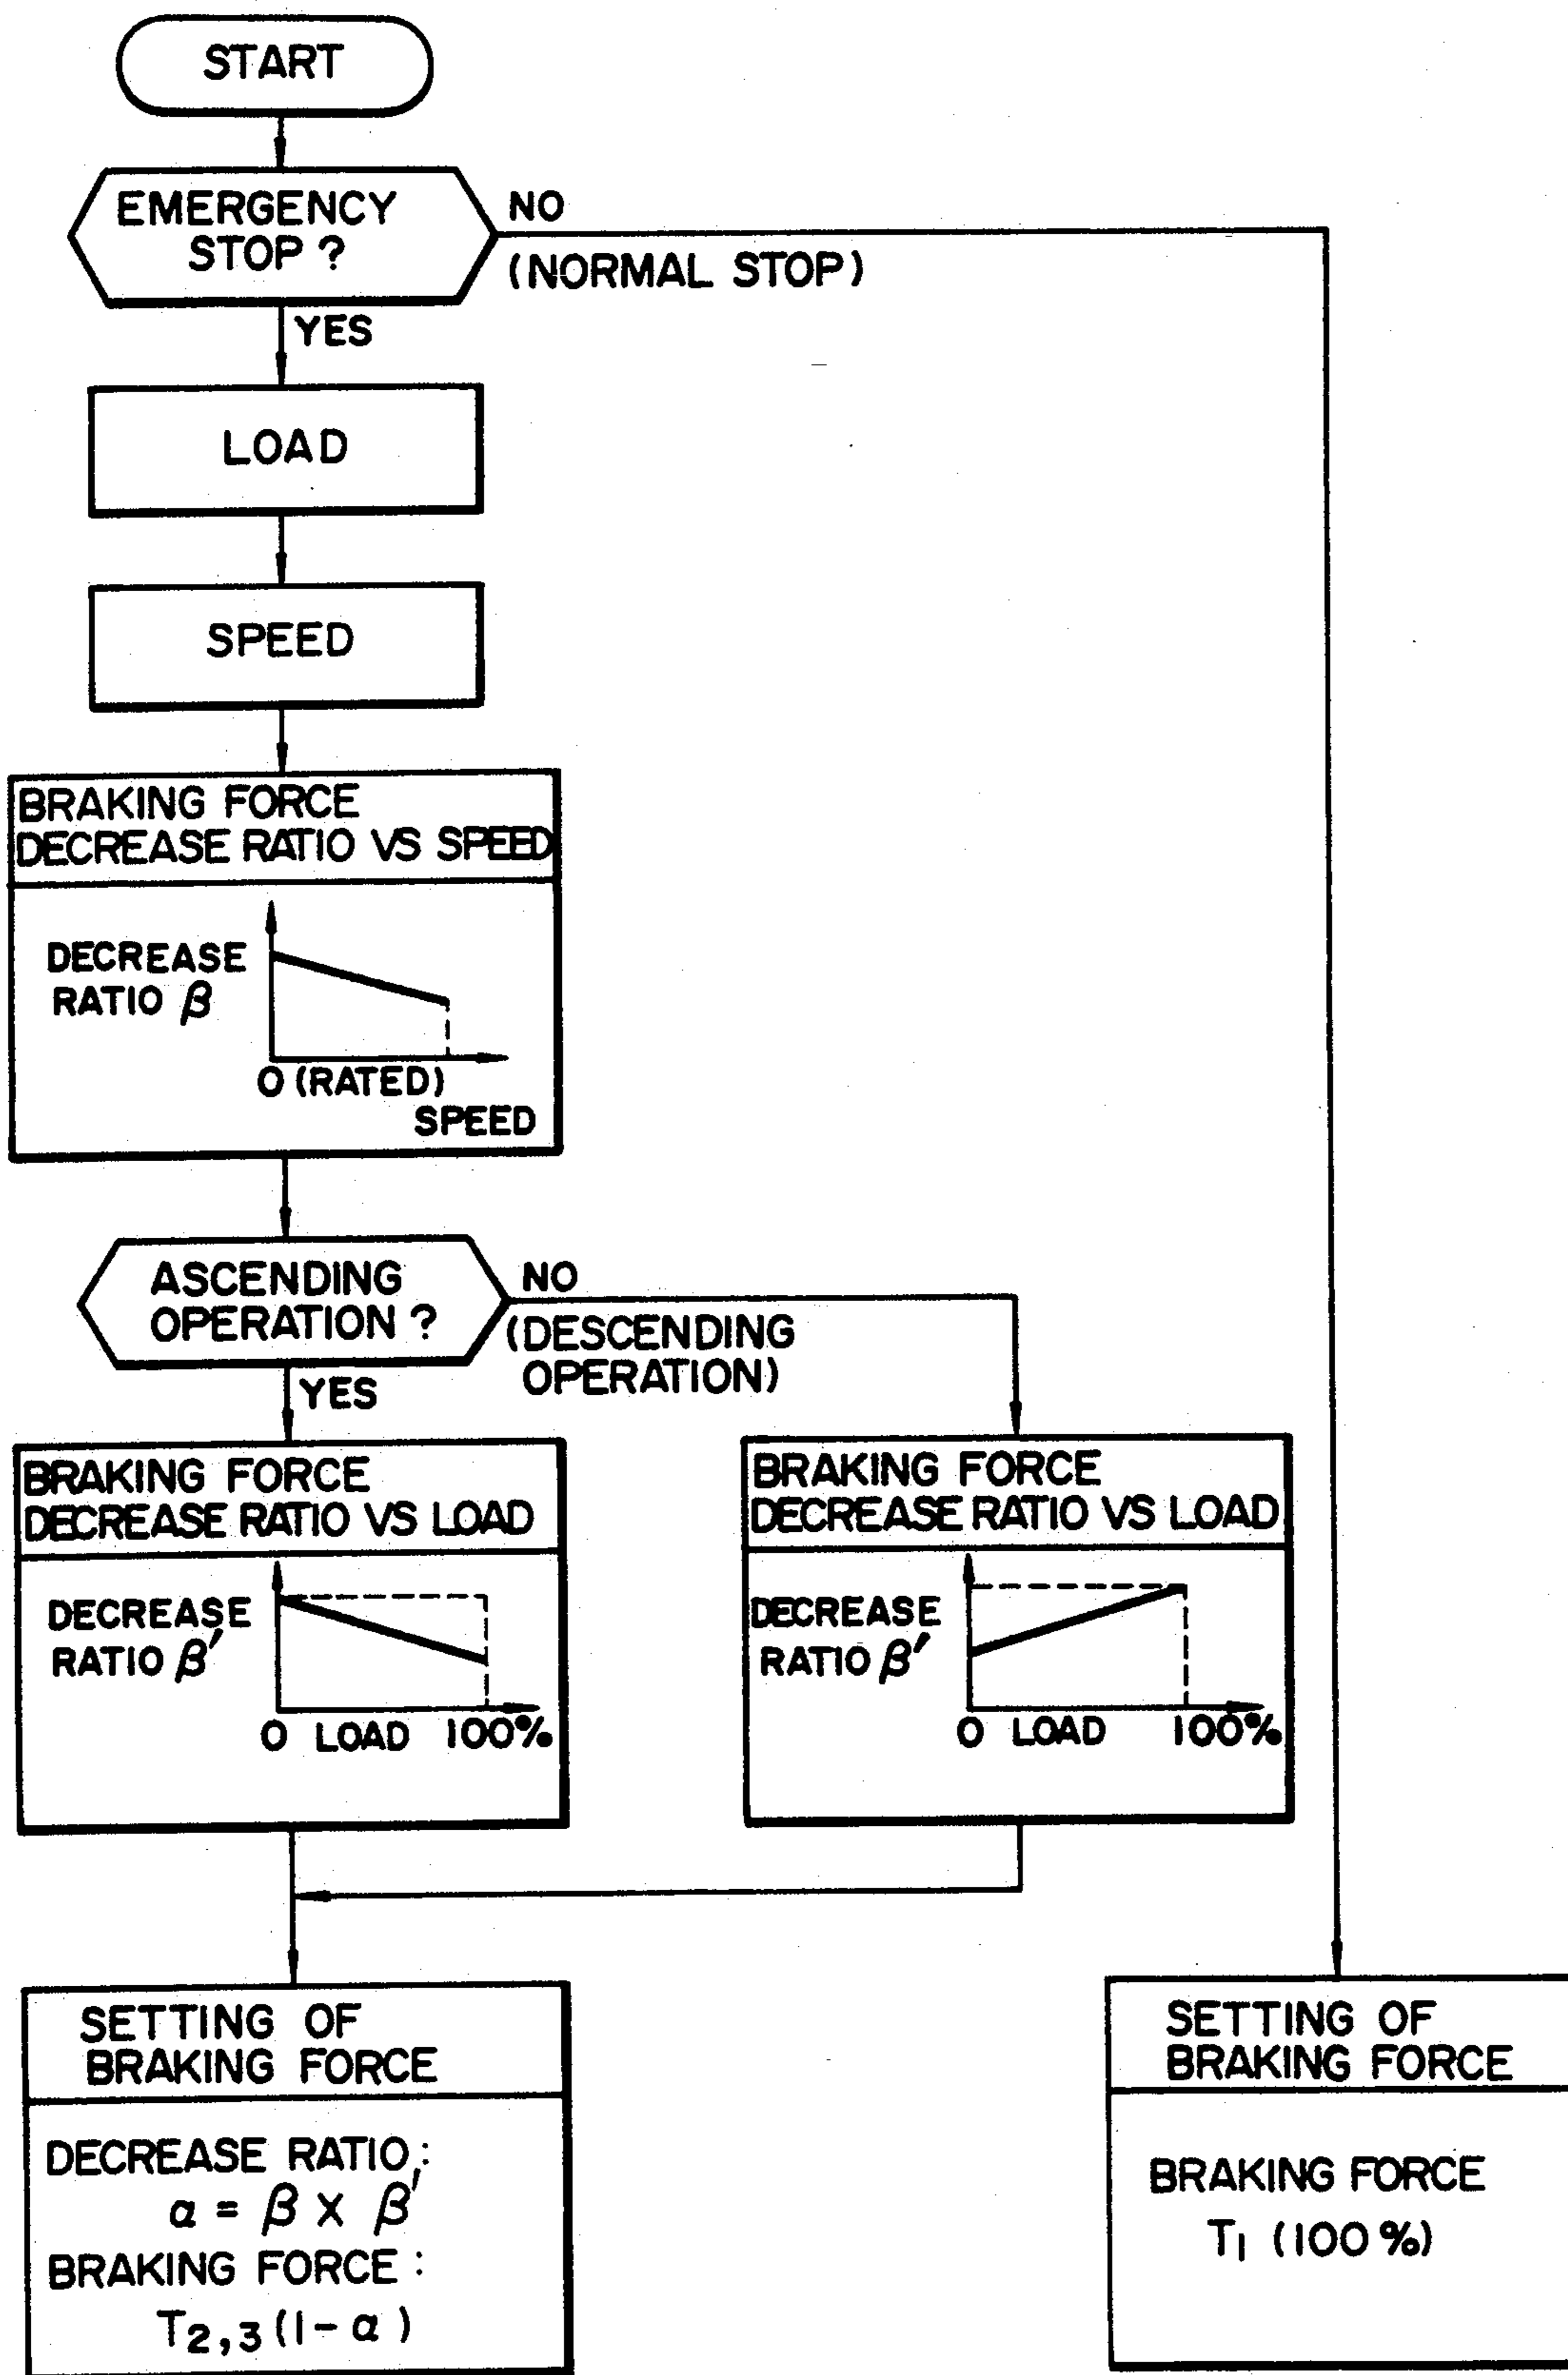 START
EMERGENCY
STOP ?
NO
(NORMAL STOP)
YES
LOAD
SPEED
BRAKING FORCE
DECREASE RATIO VS SPEED
DECREASE
RATIO β
0 (RATED)
SPEED
ASCENDING
OPERATION ?
NO
(DESCENDING
OPERATION)
YES
BRAKING FORCE
DECREASE RATIO VS LOAD
DECREASE
RATIO β'
0 LOAD 100%
BRAKING FORCE
DECREASE RATIO VS LOAD
DECREASE
RATIO β'
0 LOAD 100%
SETTING OF
BRAKING FORCE
DECREASE RATIO :
α = β X β'
BRAKING FORCE :
T2,3 (1-α)
SETTING OF
BRAKING FORCE
BRAKING FORCE
T1 (100%)